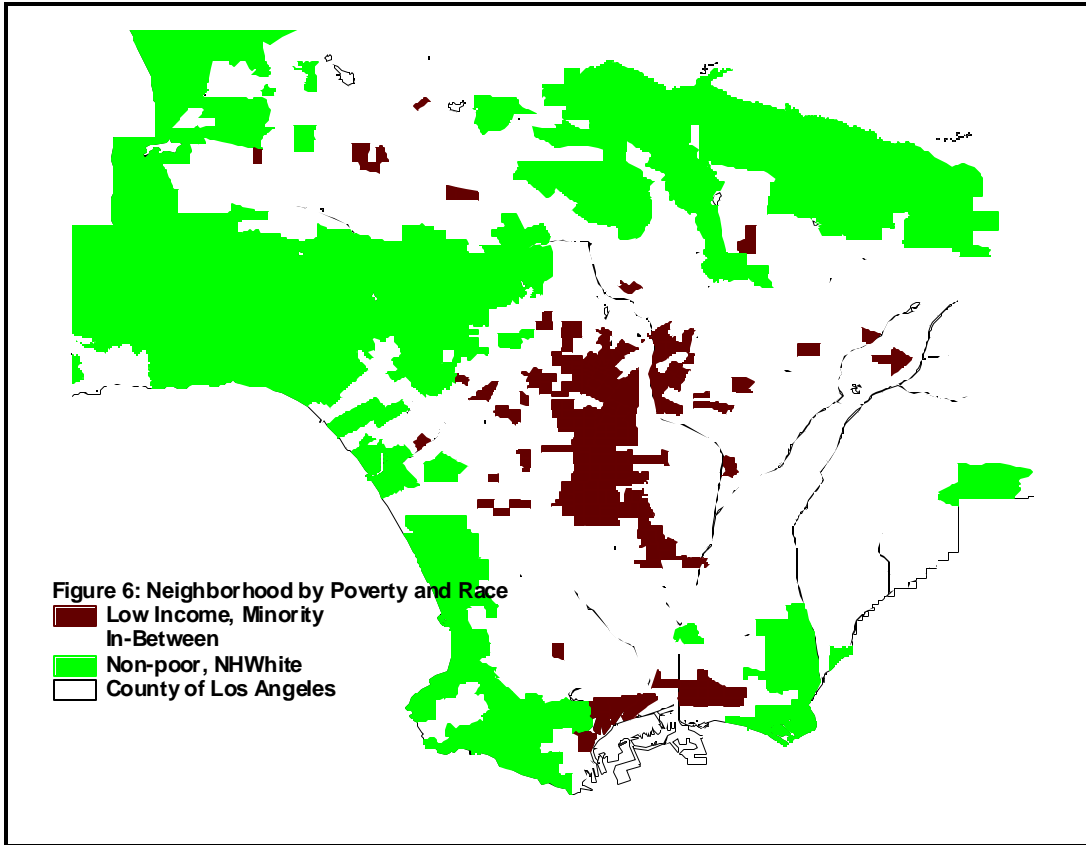 Figure 6: Neighborhood by Poverty and Race
Low Income, Minority
In-Between
Non-poor, NHWhite
County of Los Angeles